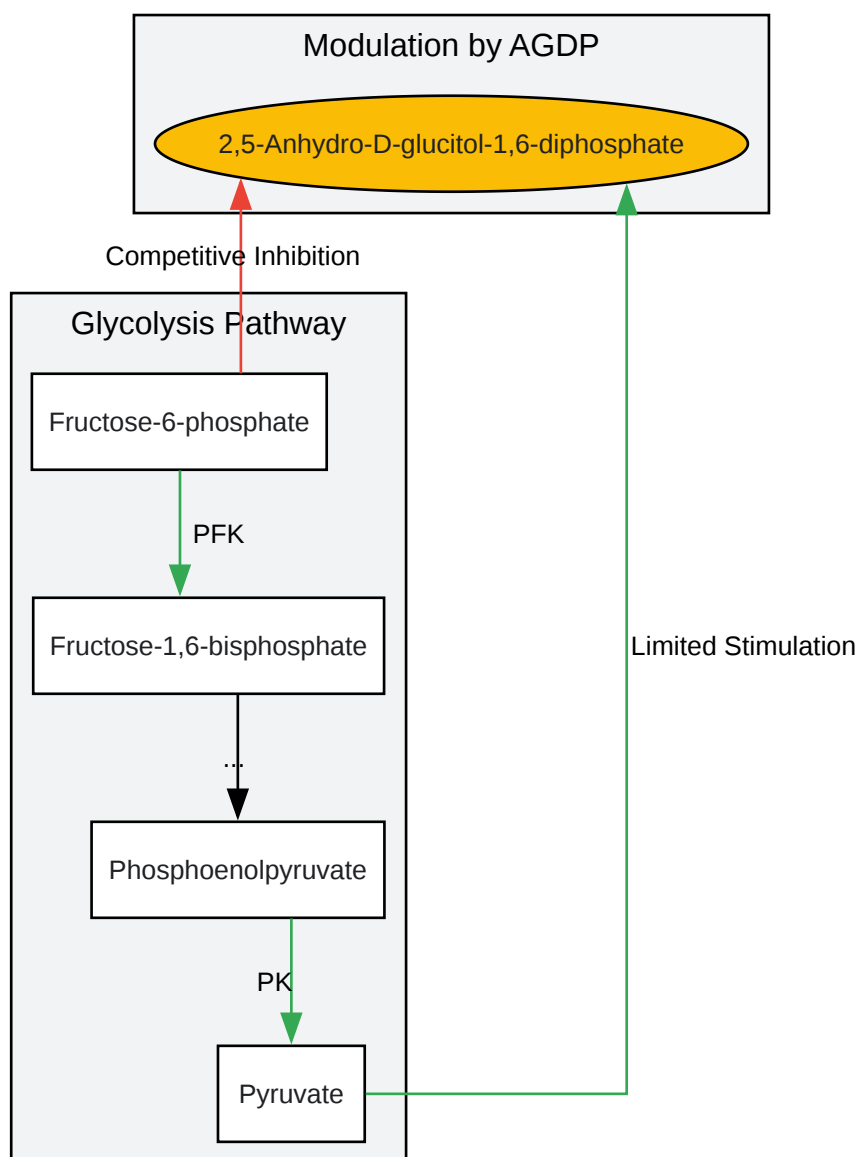 Modulation by AGDP
2,5-Anhydro-D-glucitol-1,6-diphosphate
Competitive Inhibition
Glycolysis Pathway
Fructose-6-phosphate
PFK
Fructose-1,6-bisphosphate
Limited Stimulation
...
Phosphoenolpyruvate
PK
Pyruvate